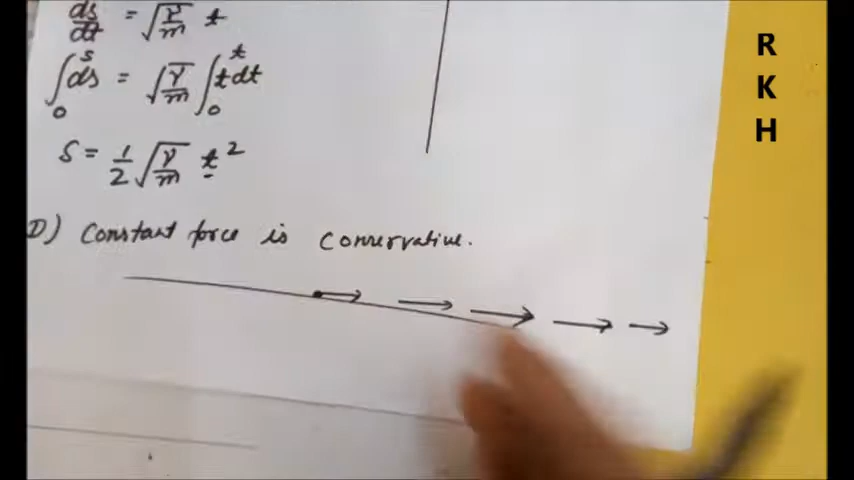 ds/dt = √(γ/m) t
∫₀ˢ ds = √(γ/m) ∫₀ᵗ t dt
S = 1/2 √(γ/m) t²
D) Constant force is conservative.
R
K
H